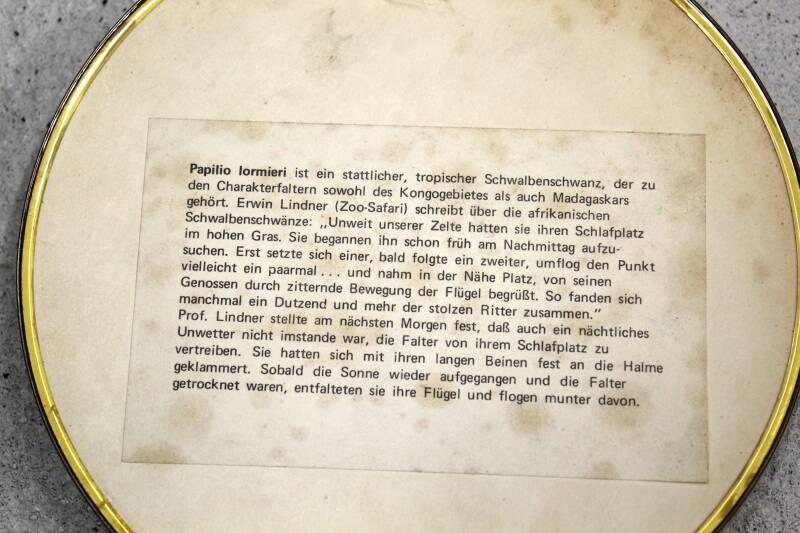 Papilio lormieri ist ein stattlicher, tropischer Schwalbenschwanz, der zu
den Charakterfaltern sowohl des Kongogebietes als auch Madagaskars
gehört. Erwin Lindner (Zoo-Safari) schreibt über die afrikanischen
Schwalbenschwänze: „Unweit unserer Zelte hatten sie ihren Schlafplatz
im hohen Gras. Sie begannen ihn schon früh am Nachmittag aufzu-
suchen. Erst setzte sich einer, bald folgte ein zweiter, umflog den Punkt
vielleicht ein paarmal . . . und nahm in der Nähe Platz, von seinen
Genossen durch zitternde Bewegung der Flügel begrüßt. So fanden sich
manchmal ein Dutzend und mehr der stolzen Ritter zusammen.“
Prof. Lindner stellte am nächsten Morgen fest, daß auch ein nächtliches
Unwetter nicht imstande war, die Falter von ihrem Schlafplatz zu
vertreiben. Sie hatten sich mit ihren langen Beinen fest an die Halme
geklammert. Sobald die Sonne wieder aufgegangen und die Falter
getrocknet waren, entfalteten sie ihre Flügel und flogen munter davon.